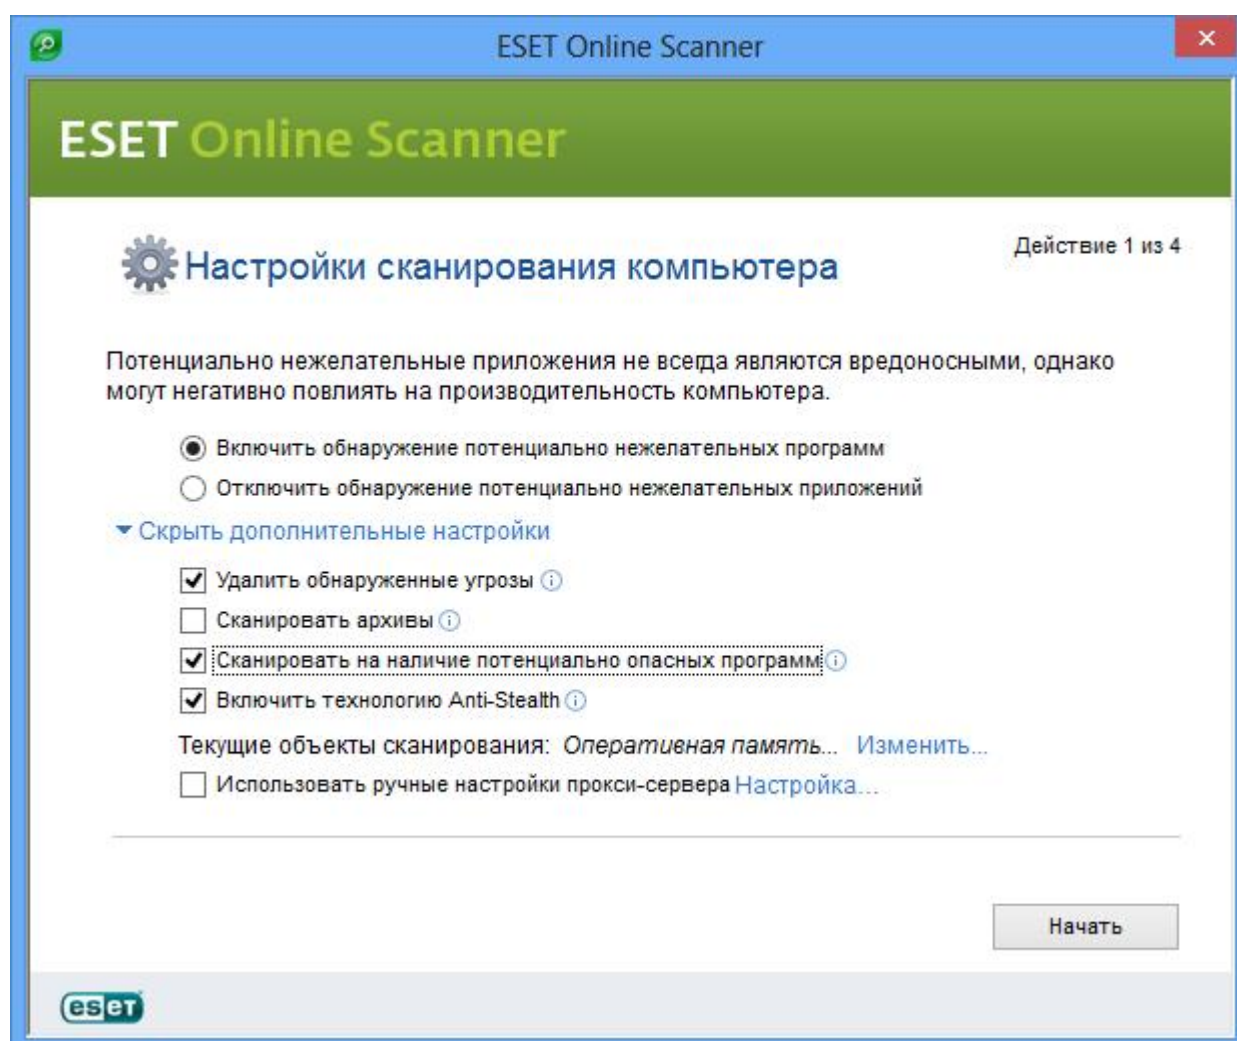 ESET Online Scanner
ESET Online Scanner
Настройки сканирования компьютера
Действие 1 из 4
Потенциально нежелательные приложения не всегда являются вредоносными, однако
могут негативно повлиять на производительность компьютера.
Включить обнаружение потенциально нежелательных программ
Отключить обнаружение потенциально нежелательных приложений
Скрыть дополнительные настройки
Удалить обнаруженные угрозы
Сканировать архивы
Сканировать на наличие потенциально опасных программ
Включить технологию Anti-Stealth
Текущие объекты сканирования: Оперативная память... Изменить...
Использовать ручные настройки прокси-сервера Настройка...
Начать
eset